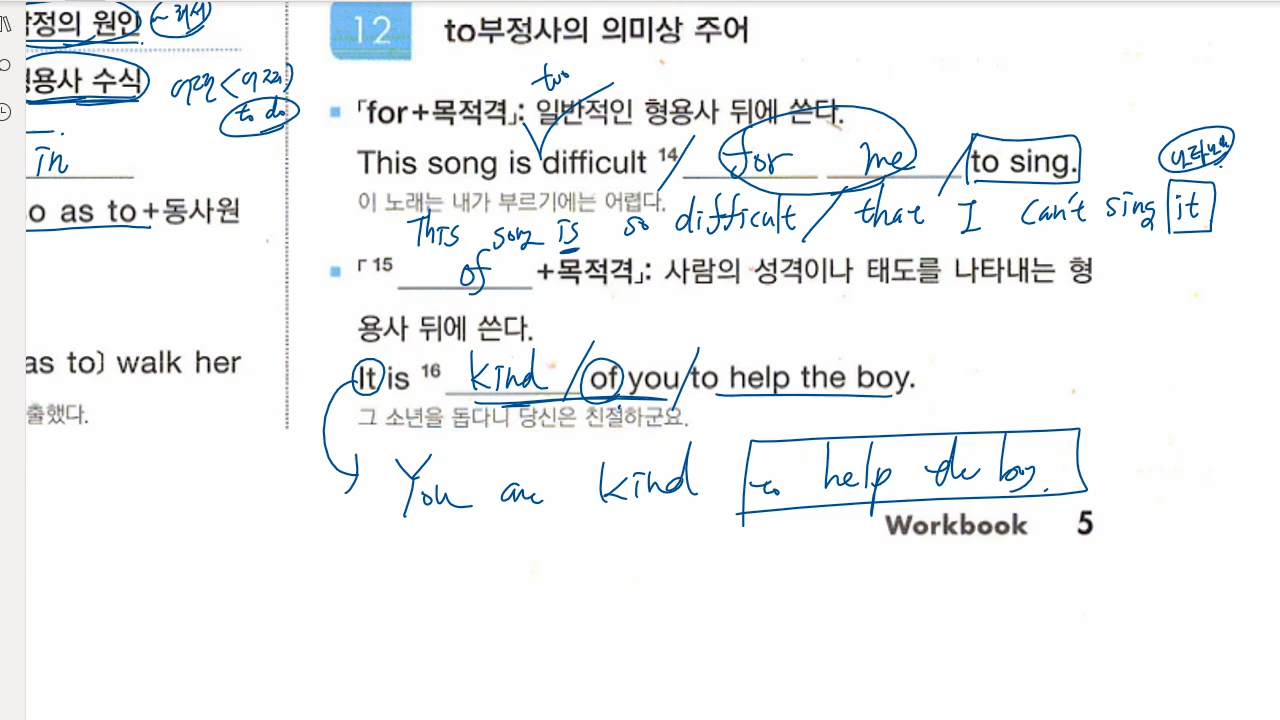 감정의 원인 ~해서
형용사 수식
to do
in
so as to+동사원
as to) walk her
출했다.
12 to부정사의 의미상 주어
too
「for+목적격」: 일반적인 형용사 뒤에 쓴다.
This song is difficult 14 for me to sing.
이 노래는 내가 부르기에는 어렵다.
This song is so difficult / that I can't sing it
「15 of +목적격」: 사람의 성격이나 태도를 나타내는 형
용사 뒤에 쓴다.
It is 16 kind / of you / to help the boy.
그 소년을 돕다니 당신은 친절하군요.
You are kind to help the boy.
Workbook 5